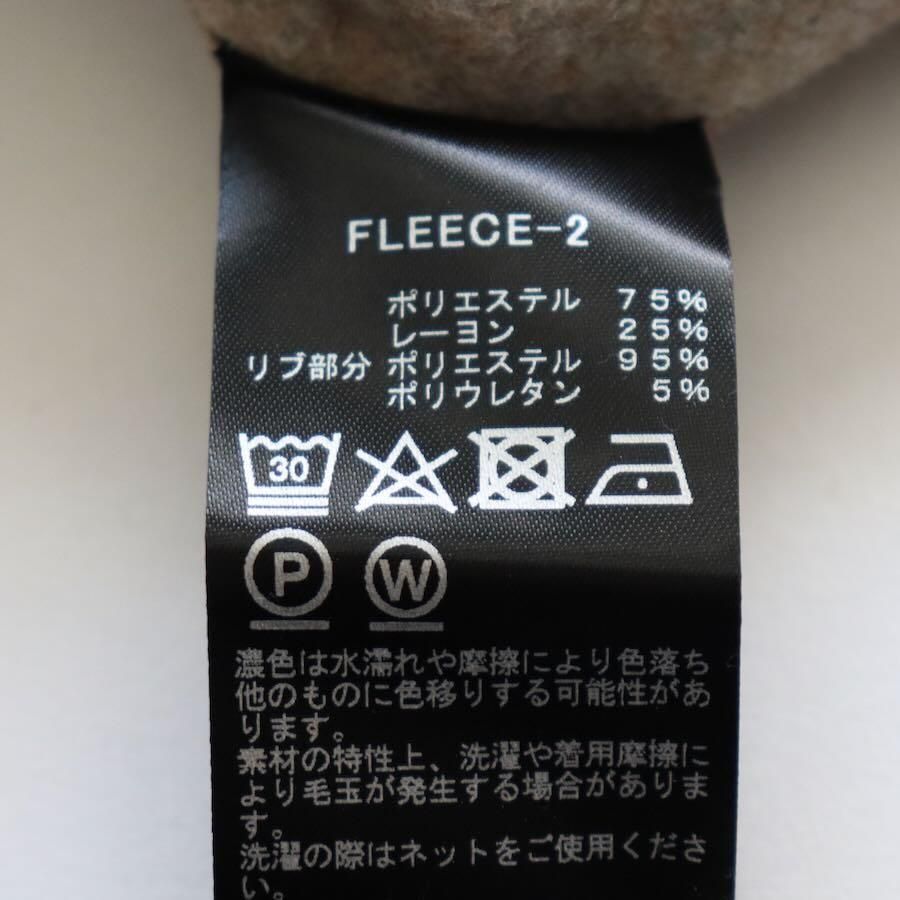 FLEECE-2
ポリエステル 75%
レーヨン 25%
リブ部分 ポリエステル 95%
ポリウレタン 5%
30
P W
濃色は水濡れや摩擦により色落ち
他のものに色移りする可能性があ
ります。
素材の特性上、洗濯や着用摩擦に
より毛玉が発生する場合がありま
す。
洗濯の際はネットをご使用くださ
い。